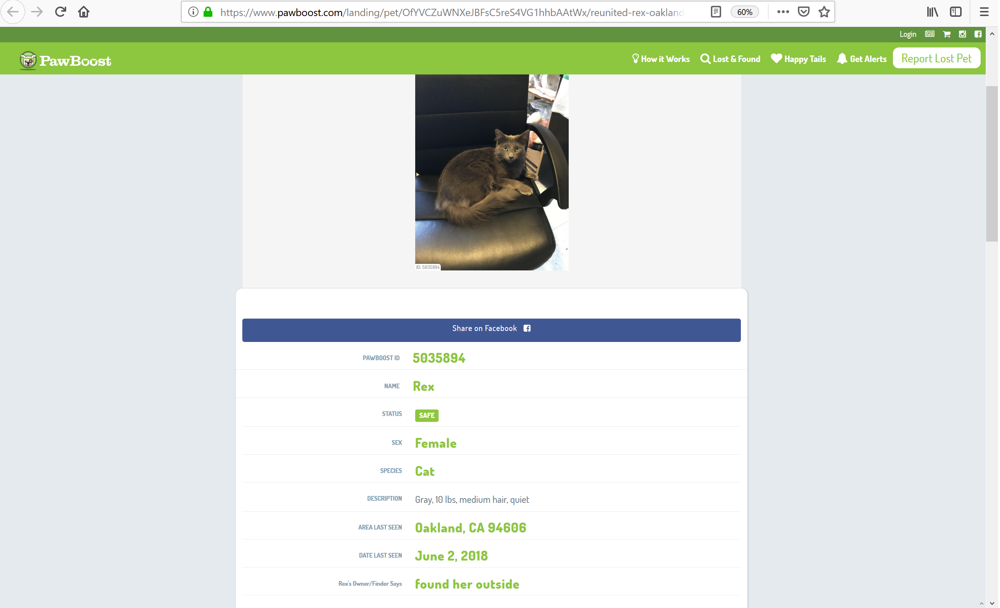 https://www.pawboost.com/landing/pet/OfYVCZuWNXeJBFsC5reS4VG1hhbAAtWx/reunited-rex-oakland
60%
Login
PawBoost
How it Works
Lost & Found
Happy Tails
Get Alerts
Report Lost Pet
ID: 5035894
Share on Facebook
PAWBOOST ID 5035894
NAME Rex
STATUS SAFE
SEX Female
SPECIES Cat
DESCRIPTION Gray, 10 lbs, medium hair, quiet
AREA LAST SEEN Oakland, CA 94606
DATE LAST SEEN June 2, 2018
Rex's Owner/Finder Says found her outside